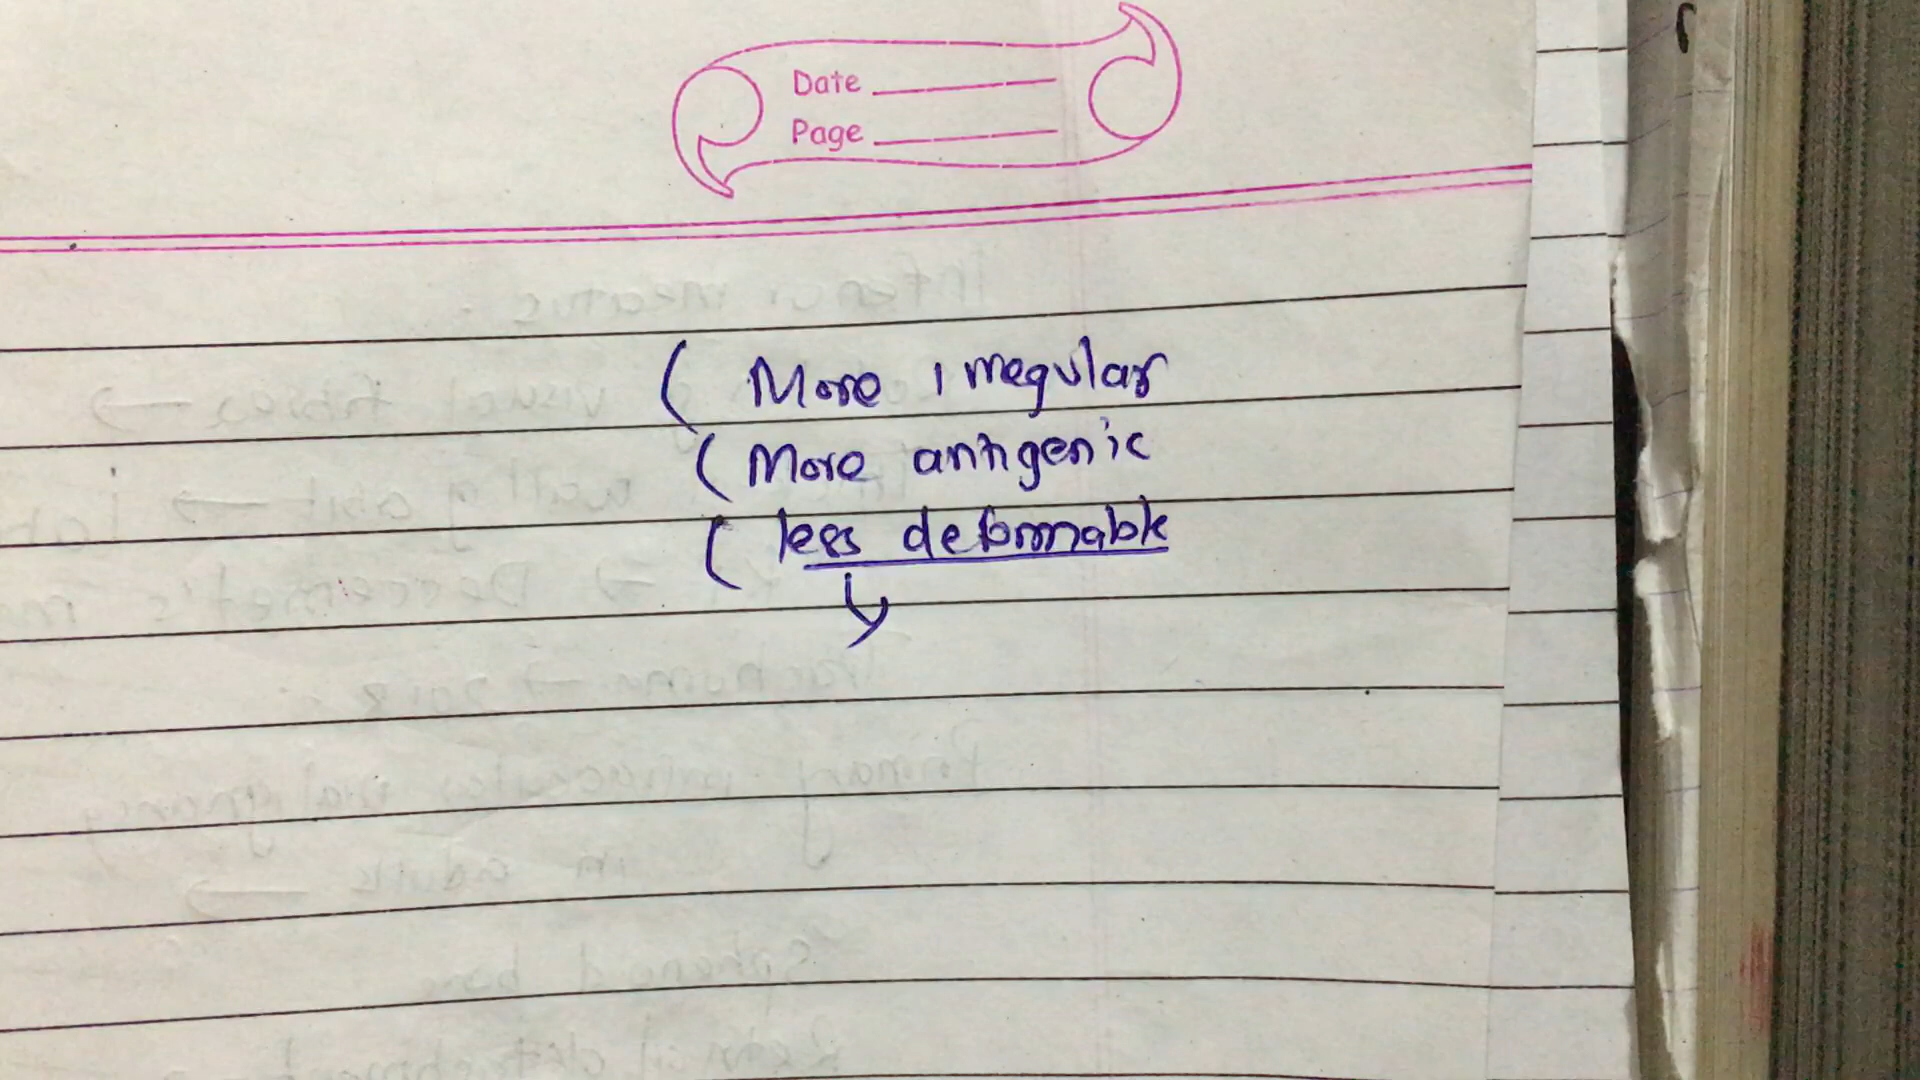 Date
Page
( More irregular
( More antigenic
( less deformable